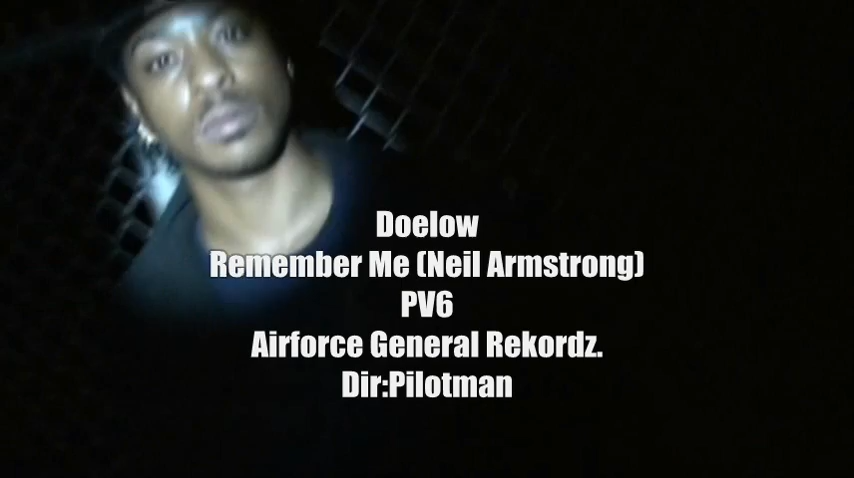 Doelow
Remember Me (Neil Armstrong)
PV6
Airforce General Rekordz.
Dir:Pilotman